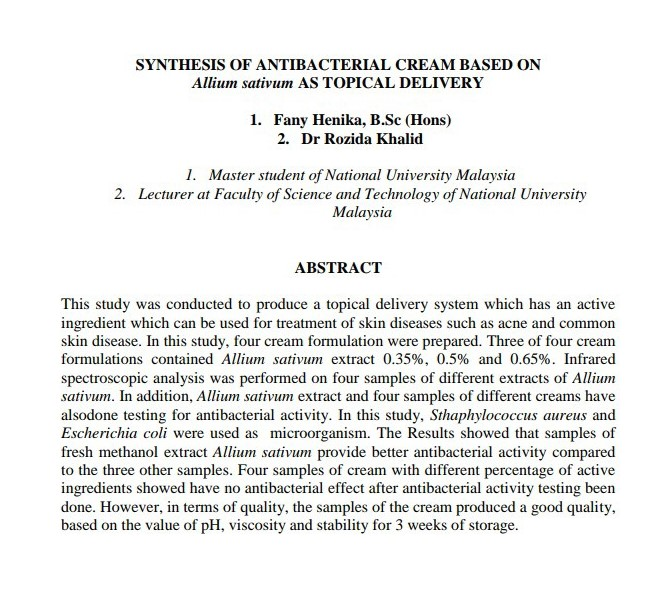 SYNTHESIS OF ANTIBACTERIAL CREAM BASED ON
Allium sativum AS TOPICAL DELIVERY
1. Fany Henika, B.Sc (Hons)
2. Dr Rozida Khalid
1. Master student of National University Malaysia
2. Lecturer at Faculty of Science and Technology of National University
Malaysia
ABSTRACT
This study was conducted to produce a topical delivery system which has an active
ingredient which can be used for treatment of skin diseases such as acne and common
skin disease. In this study, four cream formulation were prepared. Three of four cream
formulations contained Allium sativum extract 0.35%, 0.5% and 0.65%. Infrared
spectroscopic analysis was performed on four samples of different extracts of Allium
sativum. In addition, Allium sativum extract and four samples of different creams have
alsodone testing for antibacterial activity. In this study, Sthaphylococcus aureus and
Escherichia coli were used as microorganism. The Results showed that samples of
fresh methanol extract Allium sativum provide better antibacterial activity compared
to the three other samples. Four samples of cream with different percentage of active
ingredients showed have no antibacterial effect after antibacterial activity testing been
done. However, in terms of quality, the samples of the cream produced a good quality,
based on the value of pH, viscosity and stability for 3 weeks of storage.